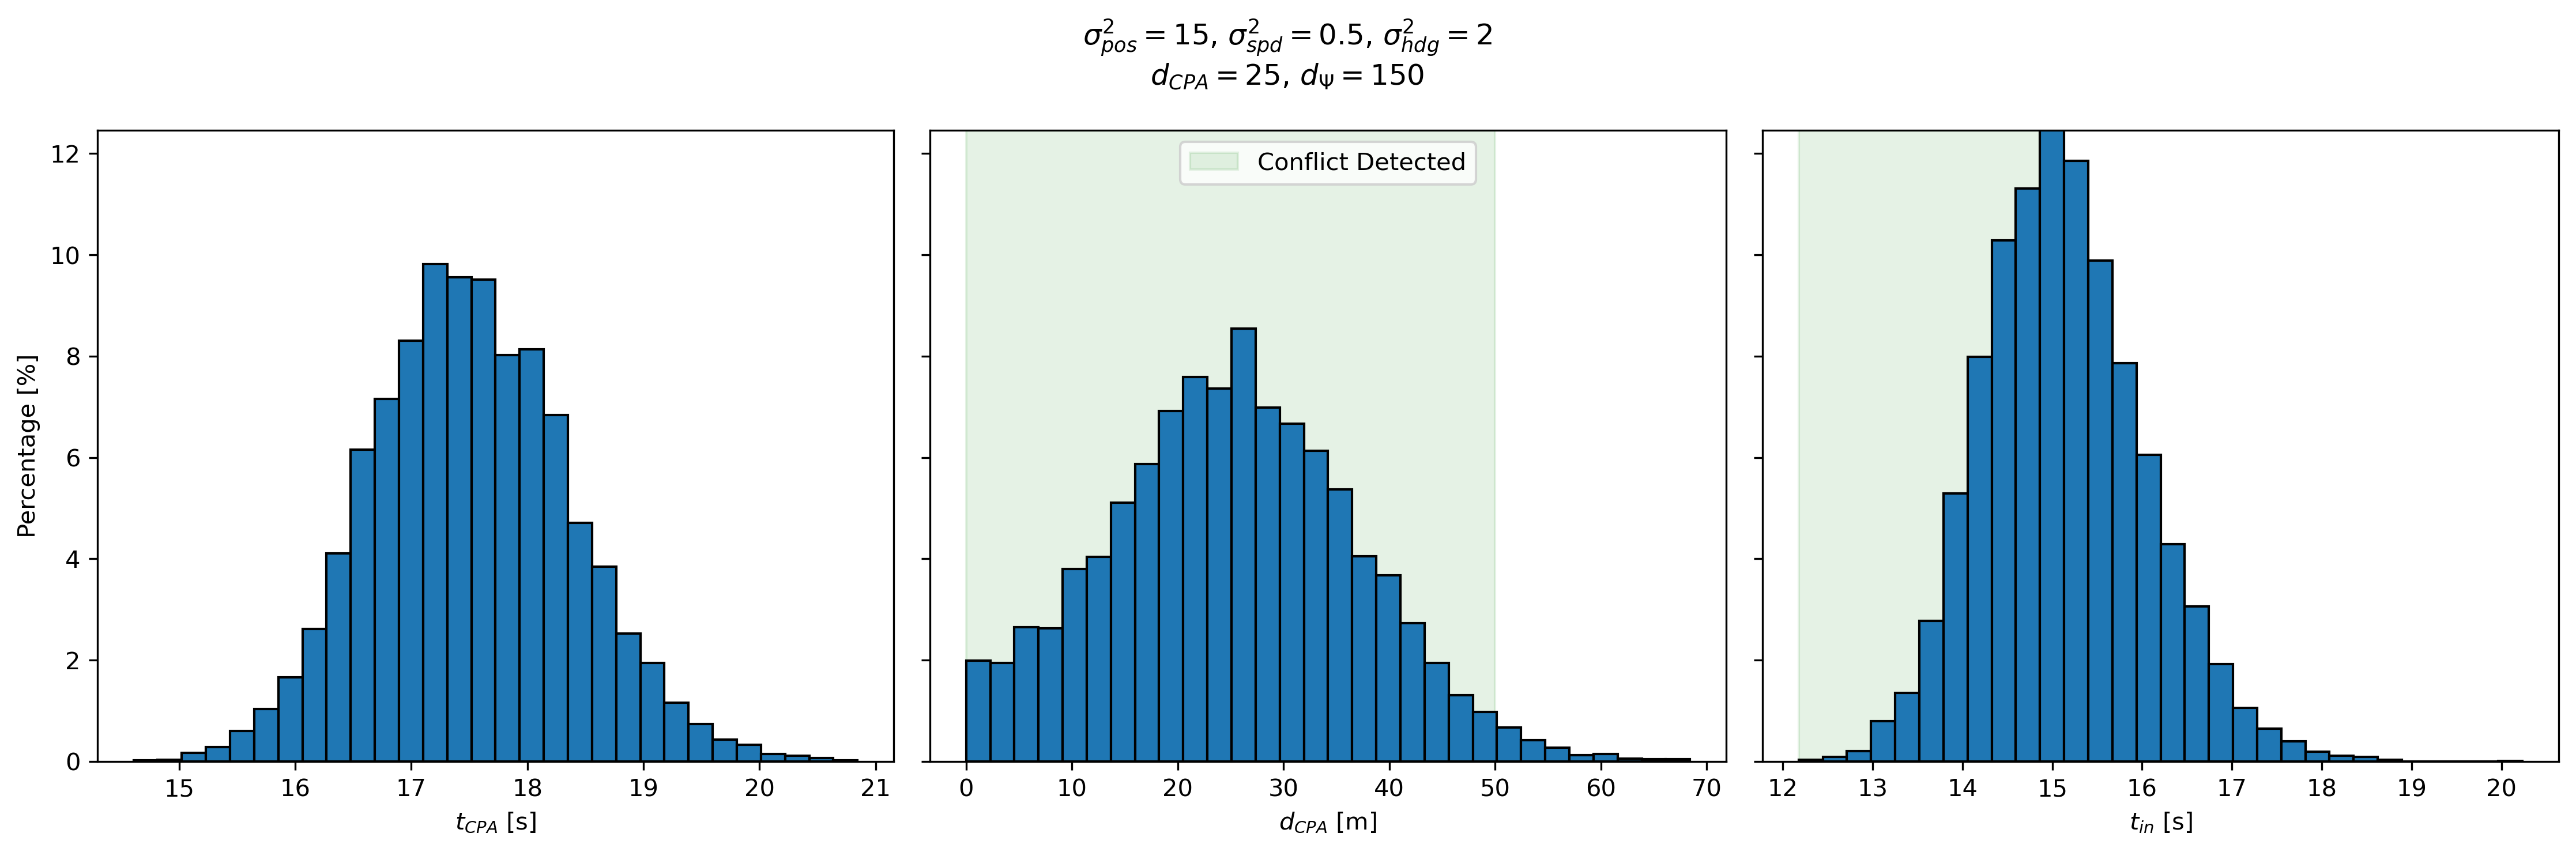 σ²pos = 15, σ²spd = 0.5, σ²hdg = 2
dCPA = 25, dΨ = 150
Percentage [%]
12
10
8
6
4
2
0
15 16 17 18 19 20 21
tCPA [s]
Conflict Detected
0 10 20 30 40 50 60 70
dCPA [m]
12 13 14 15 16 17 18 19 20
tin [s]